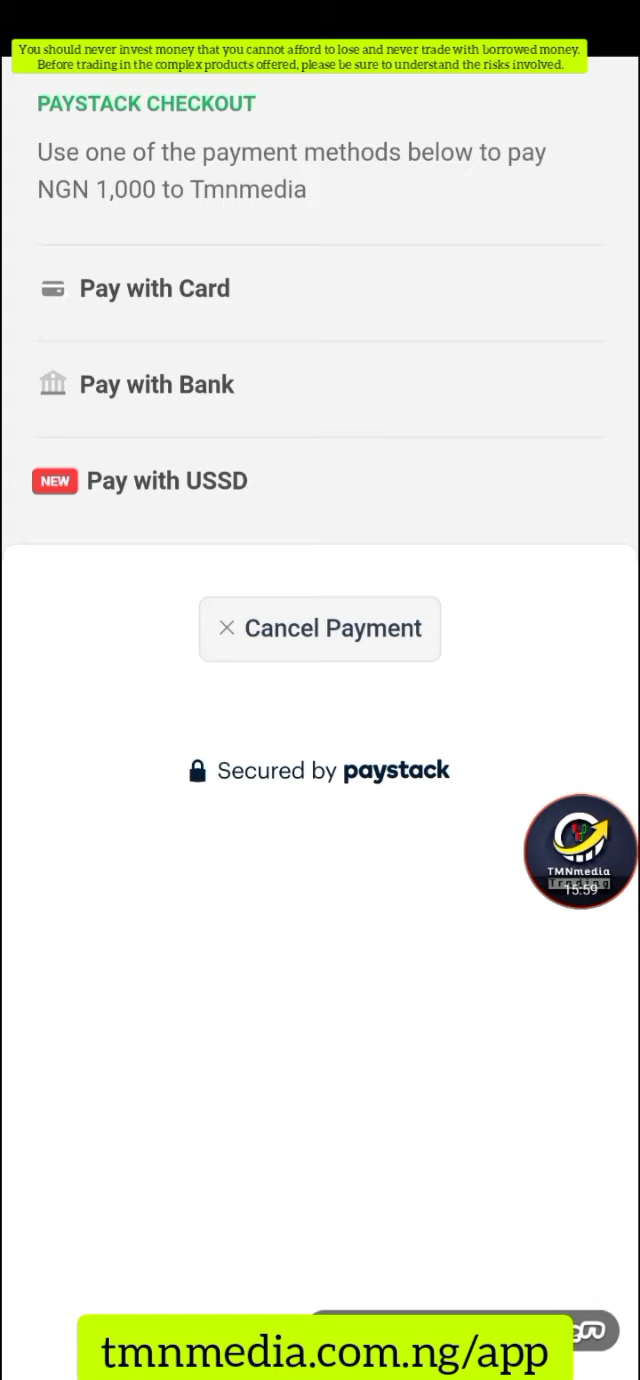 You should never invest money that you cannot afford to lose and never trade with borrowed money.
Before trading in the complex products offered, please be sure to understand the risks involved.
PAYSTACK CHECKOUT
Use one of the payment methods below to pay
NGN 1,000 to Tmnmedia
Pay with Card
Pay with Bank
NEW Pay with USSD
× Cancel Payment
Secured by paystack
TMNmedia
Trading
15:59
tmnmedia.com.ng/app